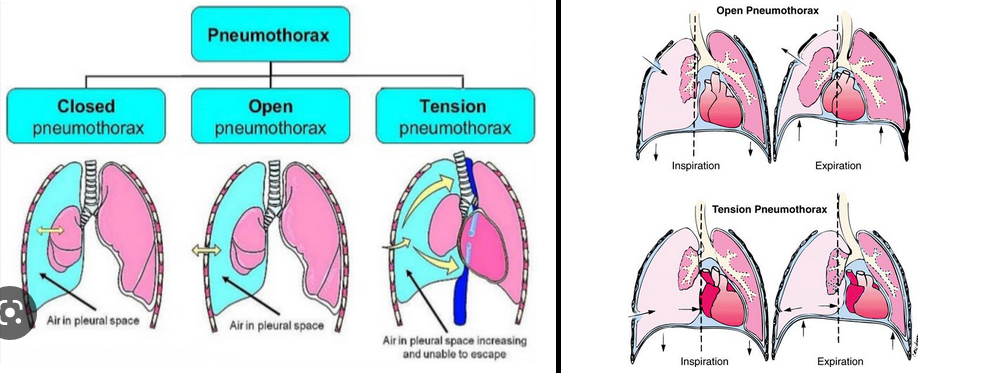 Pneumothorax
Closed
pneumothorax
Open
pneumothorax
Tension
pneumothorax
Air in pleural space
Air in pleural space
Air in pleural space increasing
and unable to escape
Open Pneumothorax
Inspiration
Expiration
Tension Pneumothorax
Inspiration
Expiration